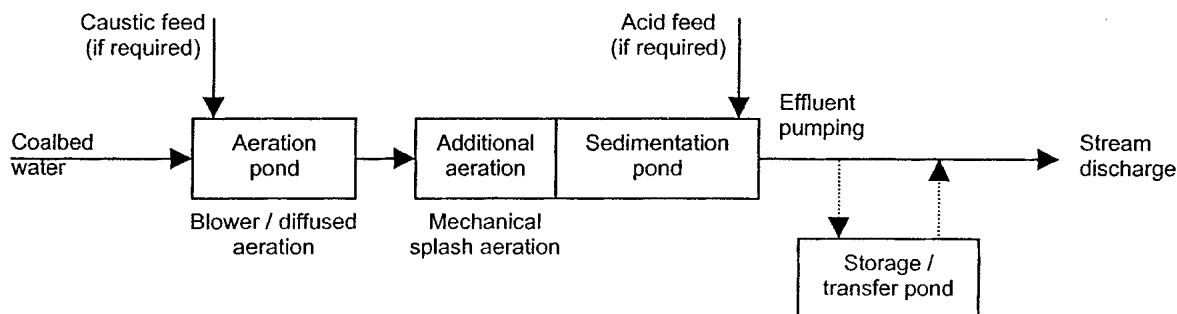 Caustic feed
(if required)
Acid feed
(if required)
Effluent
pumping
Coalbed
water
Aeration
pond
Additional
aeration
Sedimentation
pond
Stream
discharge
Blower / diffused
aeration
Mechanical
splash aeration
Storage /
transfer pond